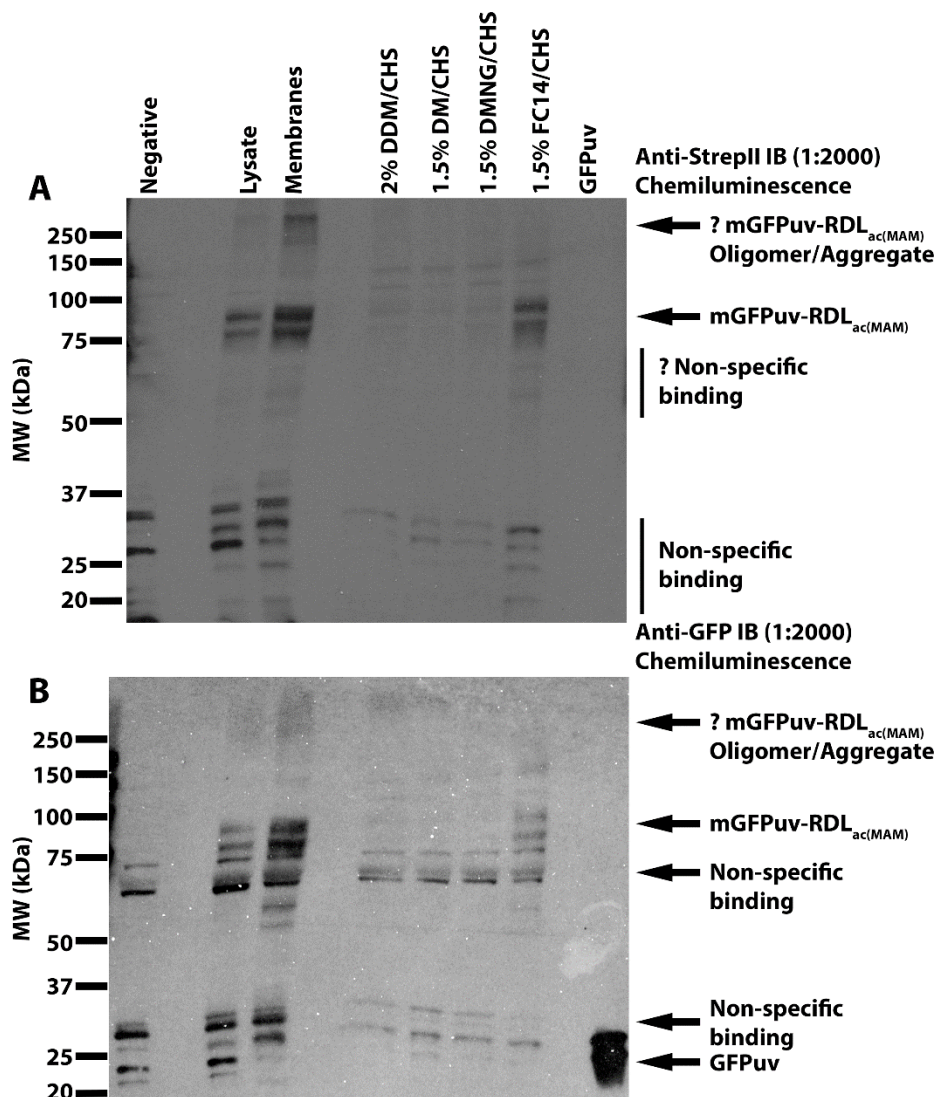 Negative
Lysate
Membranes
2% DDM/CHS
1.5% DM/CHS
1.5% DMNG/CHS
1.5% FC14/CHS
GFPuv
A
Anti-StrepII IB (1:2000)
Chemiluminescence
MW (kDa)
250
150
100
75
50
37
25
20
? mGFPuv-RDLac(MAM)
Oligomer/Aggregate
mGFPuv-RDLac(MAM)
? Non-specific
binding
Non-specific
binding
Anti-GFP IB (1:2000)
Chemiluminescence
B
MW (kDa)
250
150
100
75
50
37
25
20
? mGFPuv-RDLac(MAM)
Oligomer/Aggregate
mGFPuv-RDLac(MAM)
Non-specific
binding
Non-specific
binding
GFPuv